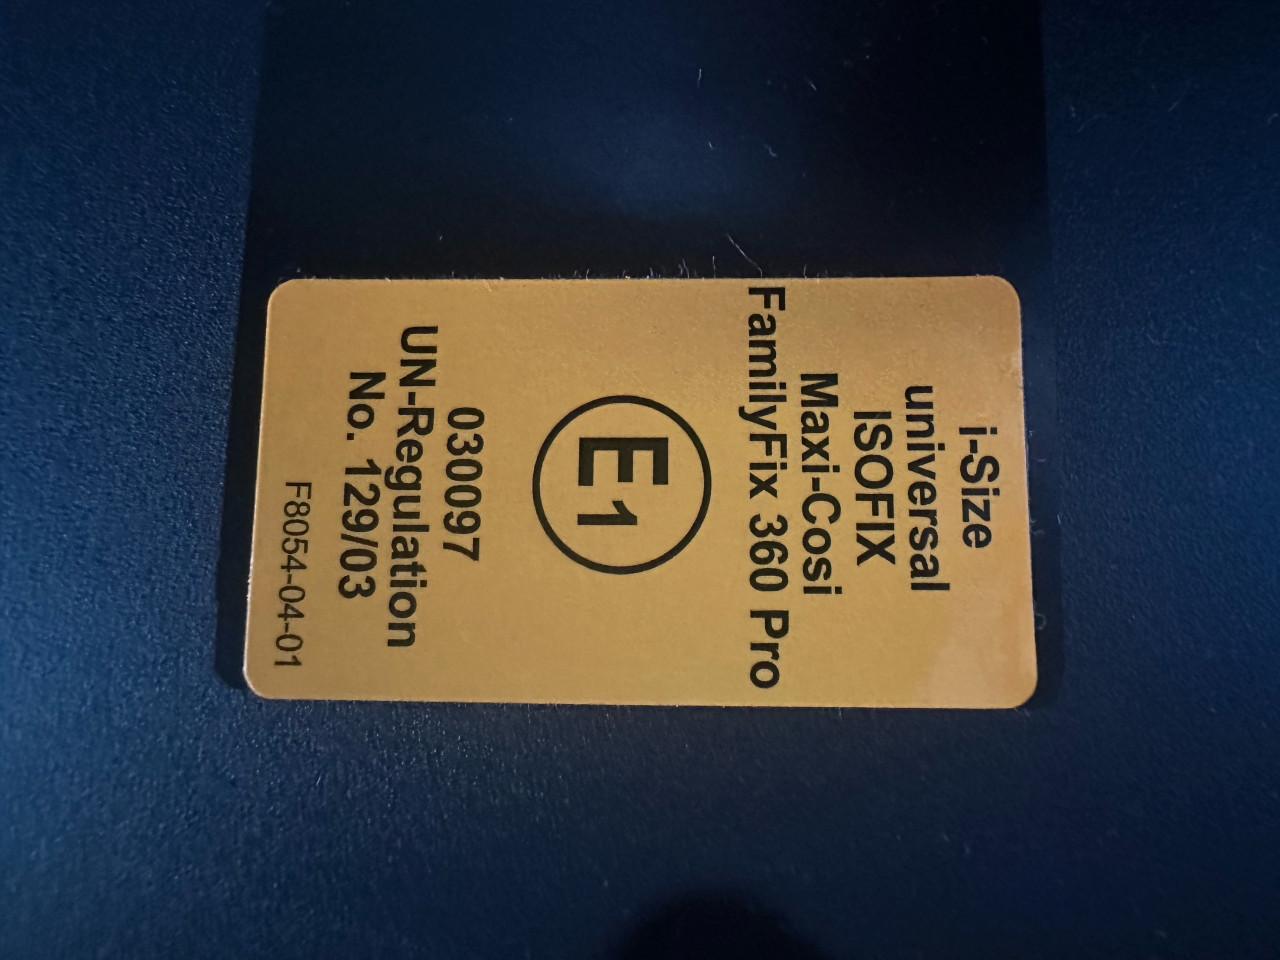 i-Size
universal
ISOFIX
Maxi-Cosi
FamilyFix 360 Pro
E1
030097
UN-Regulation
No. 129/03
F8054-04-01